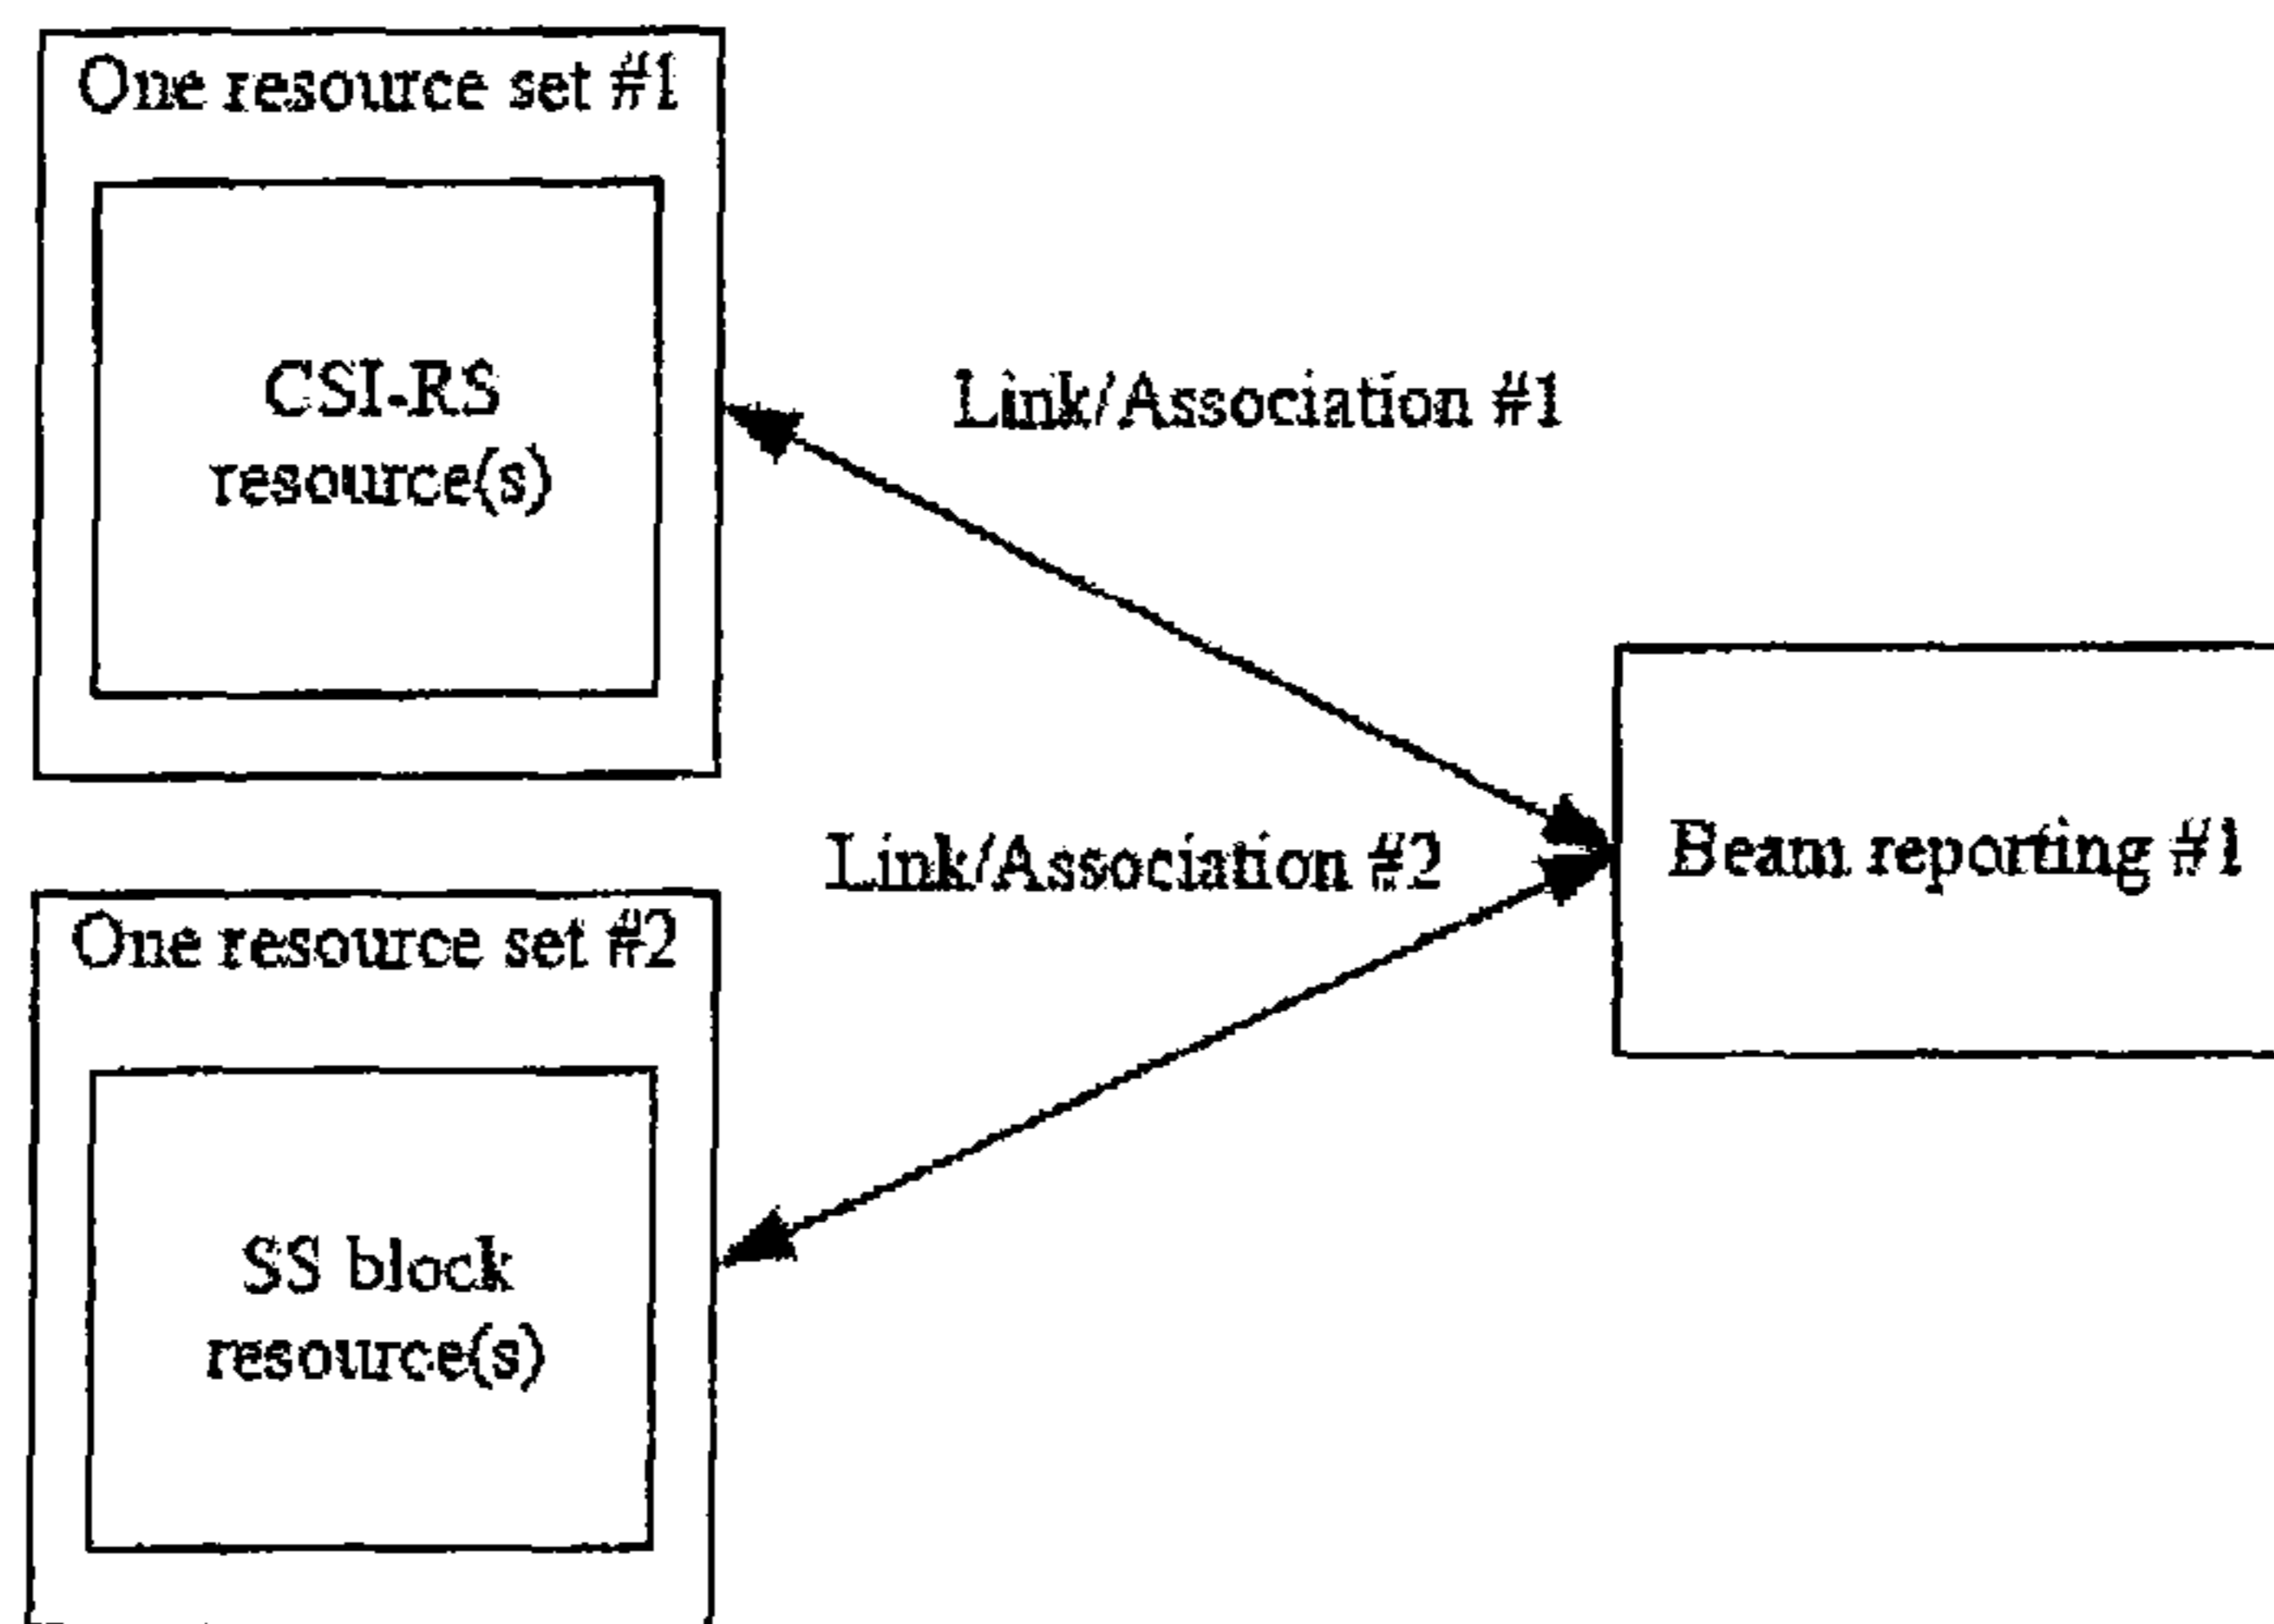 One resource set #1
CSI-RS
resource(s)
Link/Association #1
Link/Association #2
Beam reporting #1
One resource set #2
SS block
resource(s)